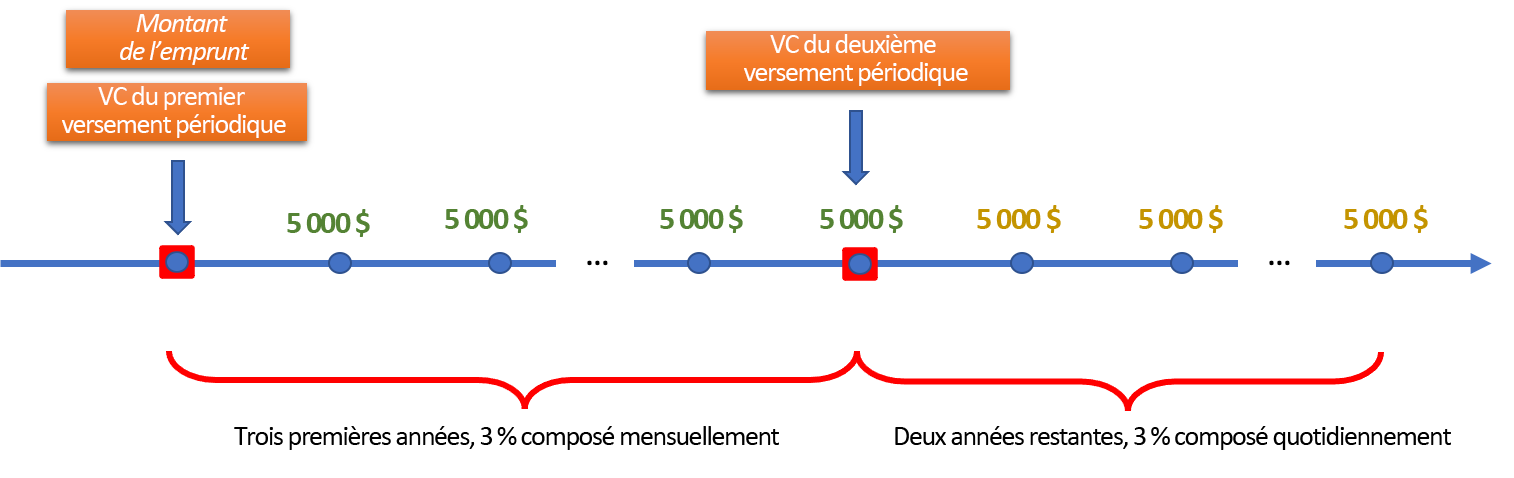 Montant
de l’emprunt
VC du premier
versement périodique
VC du deuxième
versement périodique
5 000 $
5 000 $
5 000 $
5 000 $
5 000 $
5 000 $
5 000 $
...
...
Trois premières années, 3 % composé mensuellement
Deux années restantes, 3 % composé quotidiennement